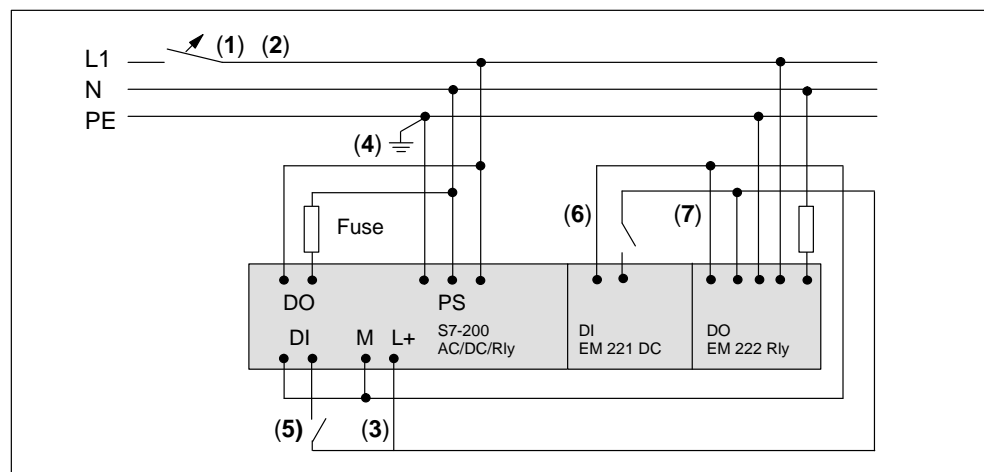 L1 (1) (2)
N
PE
(4)
(6) (7)
Fuse
DO PS
DI M L+
S7-200
AC/DC/Rly
DI
EM 221 DC
DO
EM 222 Rly
(5) (3)